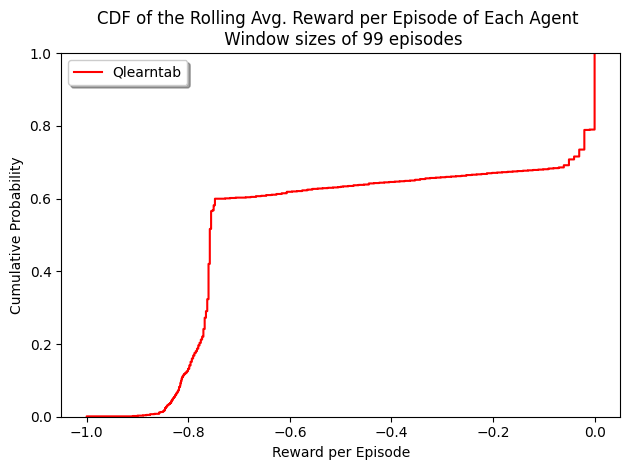 CDF of the Rolling Avg. Reward per Episode of Each Agent
Window sizes of 99 episodes
Qlearntab
1.0
0.8
0.6
0.4
0.2
0.0
Cumulative Probability
−1.0 −0.8 −0.6 −0.4 −0.2 0.0
Reward per Episode